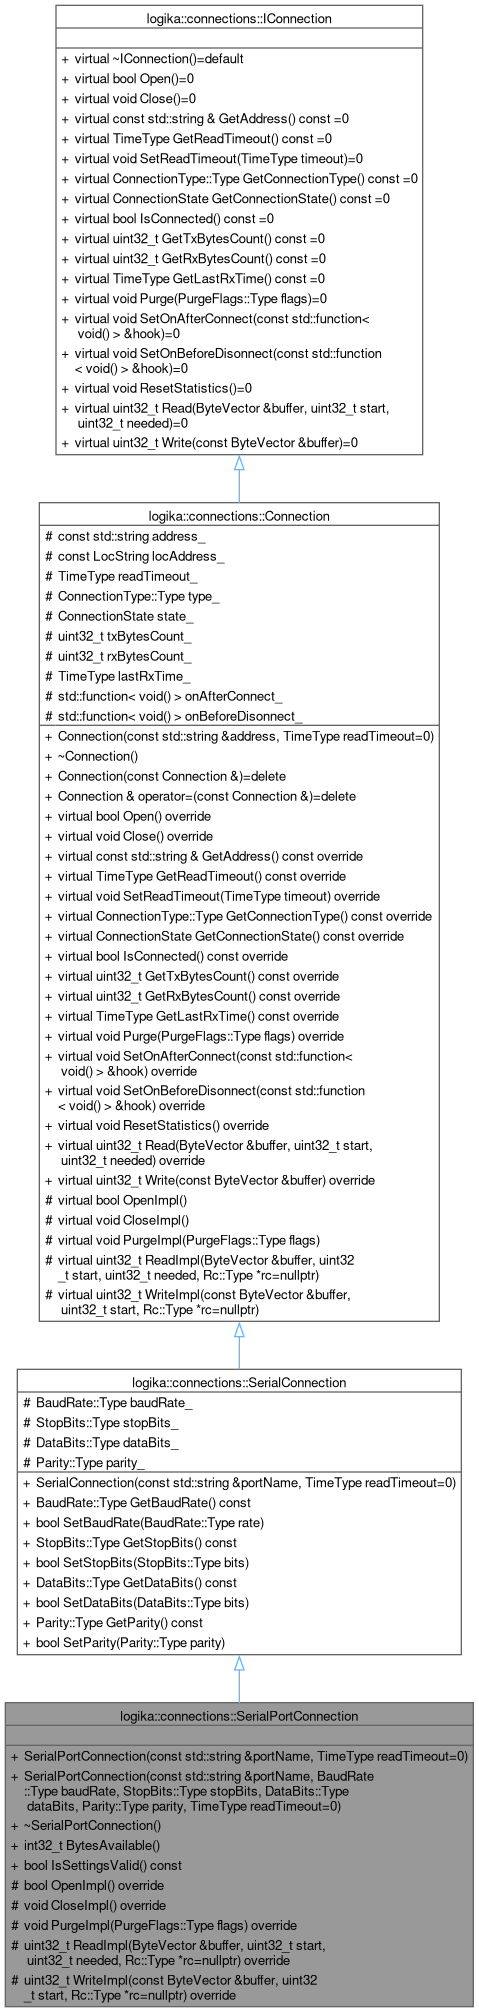 logika::connections::IConnection
+ virtual ~IConnection()=default
+ virtual bool Open()=0
+ virtual void Close()=0
+ virtual const std::string & GetAddress() const =0
+ virtual TimeType GetReadTimeout() const =0
+ virtual void SetReadTimeout(TimeType timeout)=0
+ virtual ConnectionType::Type GetConnectionType() const =0
+ virtual ConnectionState GetConnectionState() const =0
+ virtual bool IsConnected() const =0
+ virtual uint32_t GetTxBytesCount() const =0
+ virtual uint32_t GetRxBytesCount() const =0
+ virtual TimeType GetLastRxTime() const =0
+ virtual void Purge(PurgeFlags::Type flags)=0
+ virtual void SetOnAfterConnect(const std::function<
void() > &hook)=0
+ virtual void SetOnBeforeDisonnect(const std::function
< void() > &hook)=0
+ virtual void ResetStatistics()=0
+ virtual uint32_t Read(ByteVector &buffer, uint32_t start,
uint32_t needed)=0
+ virtual uint32_t Write(const ByteVector &buffer)=0
logika::connections::Connection
# const std::string address_
# const LocString locAddress_
# TimeType readTimeout_
# ConnectionType::Type type_
# ConnectionState state_
# uint32_t txBytesCount_
# uint32_t rxBytesCount_
# TimeType lastRxTime_
# std::function< void() > onAfterConnect_
# std::function< void() > onBeforeDisonnect_
+ Connection(const std::string &address, TimeType readTimeout=0)
+ ~Connection()
+ Connection(const Connection &)=delete
+ Connection & operator=(const Connection &)=delete
+ virtual bool Open() override
+ virtual void Close() override
+ virtual const std::string & GetAddress() const override
+ virtual TimeType GetReadTimeout() const override
+ virtual void SetReadTimeout(TimeType timeout) override
+ virtual ConnectionType::Type GetConnectionType() const override
+ virtual ConnectionState GetConnectionState() const override
+ virtual bool IsConnected() const override
+ virtual uint32_t GetTxBytesCount() const override
+ virtual uint32_t GetRxBytesCount() const override
+ virtual TimeType GetLastRxTime() const override
+ virtual void Purge(PurgeFlags::Type flags) override
+ virtual void SetOnAfterConnect(const std::function<
void() > &hook) override
+ virtual void SetOnBeforeDisonnect(const std::function
< void() > &hook) override
+ virtual void ResetStatistics() override
+ virtual uint32_t Read(ByteVector &buffer, uint32_t start,
uint32_t needed) override
+ virtual uint32_t Write(const ByteVector &buffer) override
# virtual bool OpenImpl()
# virtual void CloseImpl()
# virtual void PurgeImpl(PurgeFlags::Type flags)
# virtual uint32_t ReadImpl(ByteVector &buffer, uint32
_t start, uint32_t needed, Rc::Type *rc=nullptr)
# virtual uint32_t WriteImpl(const ByteVector &buffer,
uint32_t start, Rc::Type *rc=nullptr)
logika::connections::SerialConnection
# BaudRate::Type baudRate_
# StopBits::Type stopBits_
# DataBits::Type dataBits_
# Parity::Type parity_
+ SerialConnection(const std::string &portName, TimeType readTimeout=0)
+ BaudRate::Type GetBaudRate() const
+ bool SetBaudRate(BaudRate::Type rate)
+ StopBits::Type GetStopBits() const
+ bool SetStopBits(StopBits::Type bits)
+ DataBits::Type GetDataBits() const
+ bool SetDataBits(DataBits::Type bits)
+ Parity::Type GetParity() const
+ bool SetParity(Parity::Type parity)
logika::connections::SerialPortConnection
+ SerialPortConnection(const std::string &portName, TimeType readTimeout=0)
+ SerialPortConnection(const std::string &portName, BaudRate
::Type baudRate, StopBits::Type stopBits, DataBits::Type
dataBits, Parity::Type parity, TimeType readTimeout=0)
+ ~SerialPortConnection()
+ int32_t BytesAvailable()
+ bool IsSettingsValid() const
# bool OpenImpl() override
# void CloseImpl() override
# void PurgeImpl(PurgeFlags::Type flags) override
# uint32_t ReadImpl(ByteVector &buffer, uint32_t start,
uint32_t needed, Rc::Type *rc=nullptr) override
# uint32_t WriteImpl(const ByteVector &buffer, uint32
_t start, Rc::Type *rc=nullptr) override